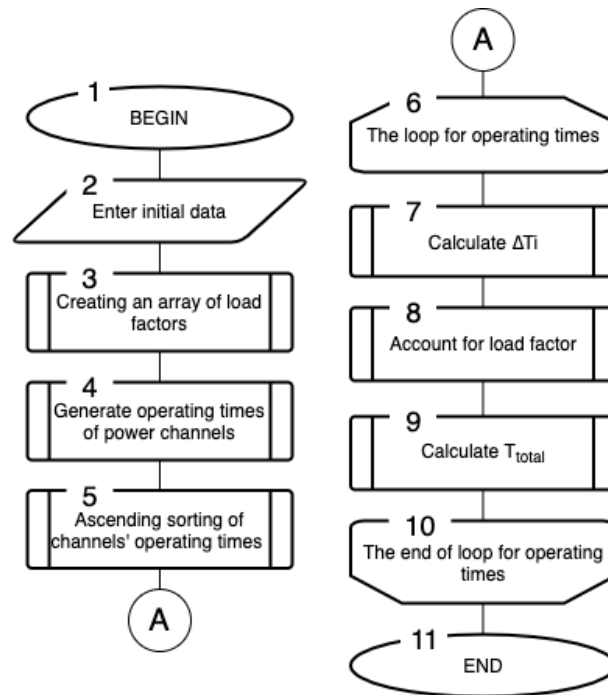 1
BEGIN
2
Enter initial data
3
Creating an array of load
factors
4
Generate operating times
of power channels
5
Ascending sorting of
channels' operating times
A
A
6
The loop for operating times
7
Calculate ΔTi
8
Account for load factor
9
Calculate T_total
10
The end of loop for operating
times
11
END